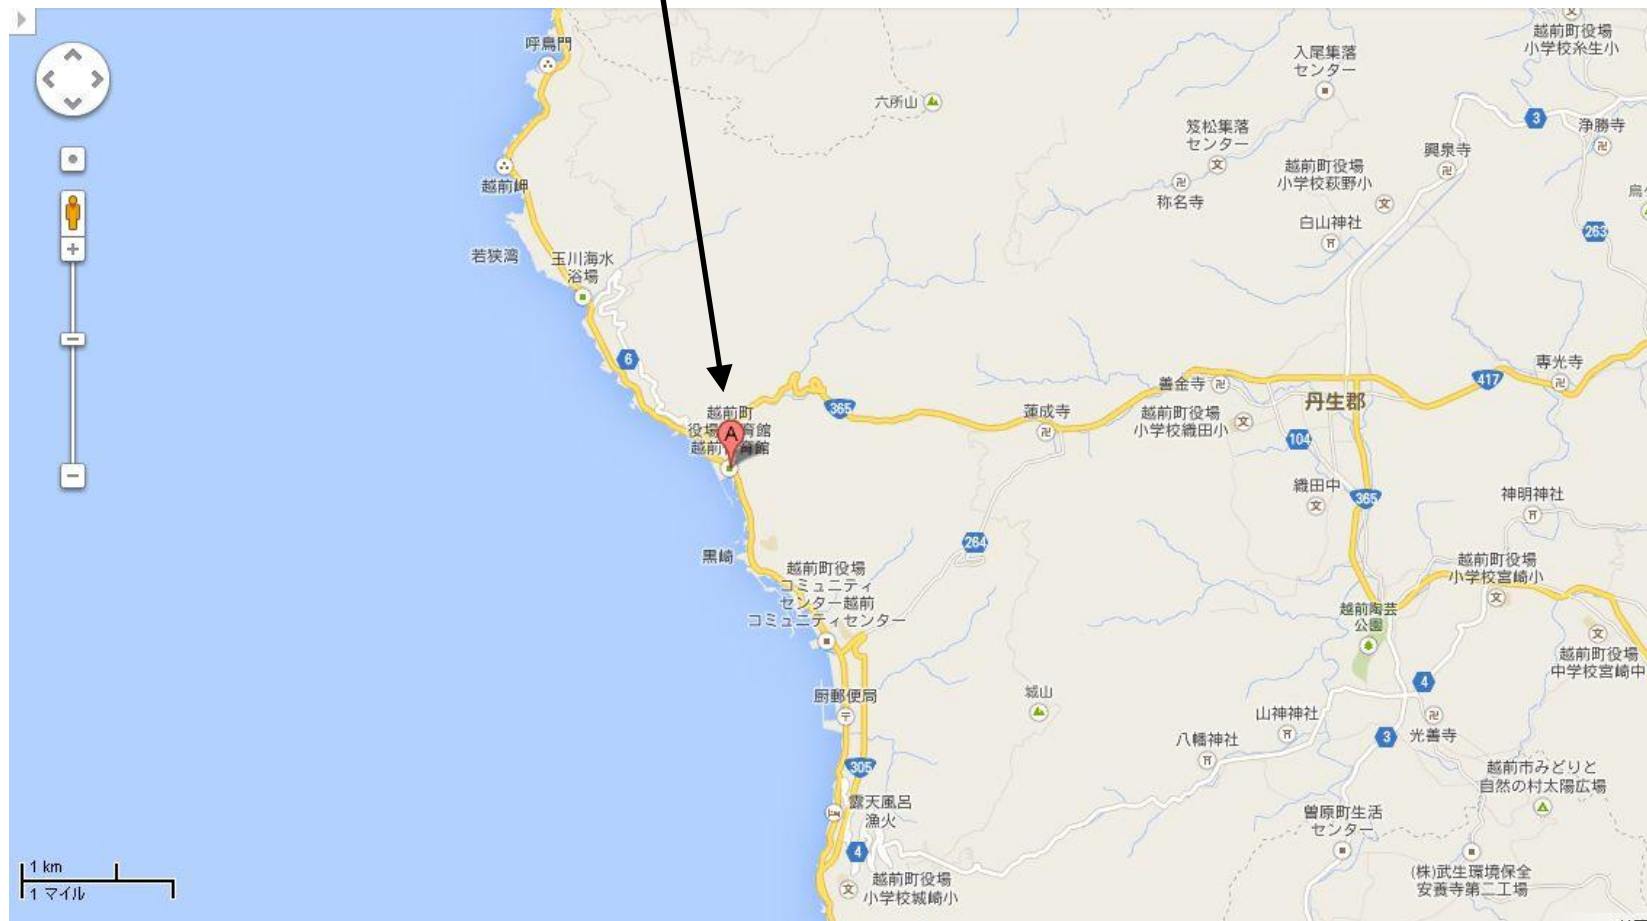 呼鳥門
越前町役場
小学校糸生小
入尾集落
センター
六所山
3
浄勝寺
笈松集落
センター
興泉寺
越前岬
越前町役場
小学校萩野小
称名寺
白山神社
263
若狭湾
玉川海水
浴場
6
専光寺
417
善金寺
丹生郡
365
蓮成寺
越前町役場
小学校織田小
越前町
A
104
織田中
365
神明神社
264
黒崎
越前町役場
コミュニティ
センター越前
コミュニティセンター
越前町役場
小学校宮崎小
越前陶芸
公園
越前町役場
中学校宮崎中
厨郵便局
城山
4
山神神社
八幡神社
3
光善寺
305
越前市みどりと
自然の村太陽広場
露天風呂
漁火
曽原町生活
センター
4
1 km
1 マイル
越前町役場
小学校城崎小
(株)武生環境保全
安養寺第二工場